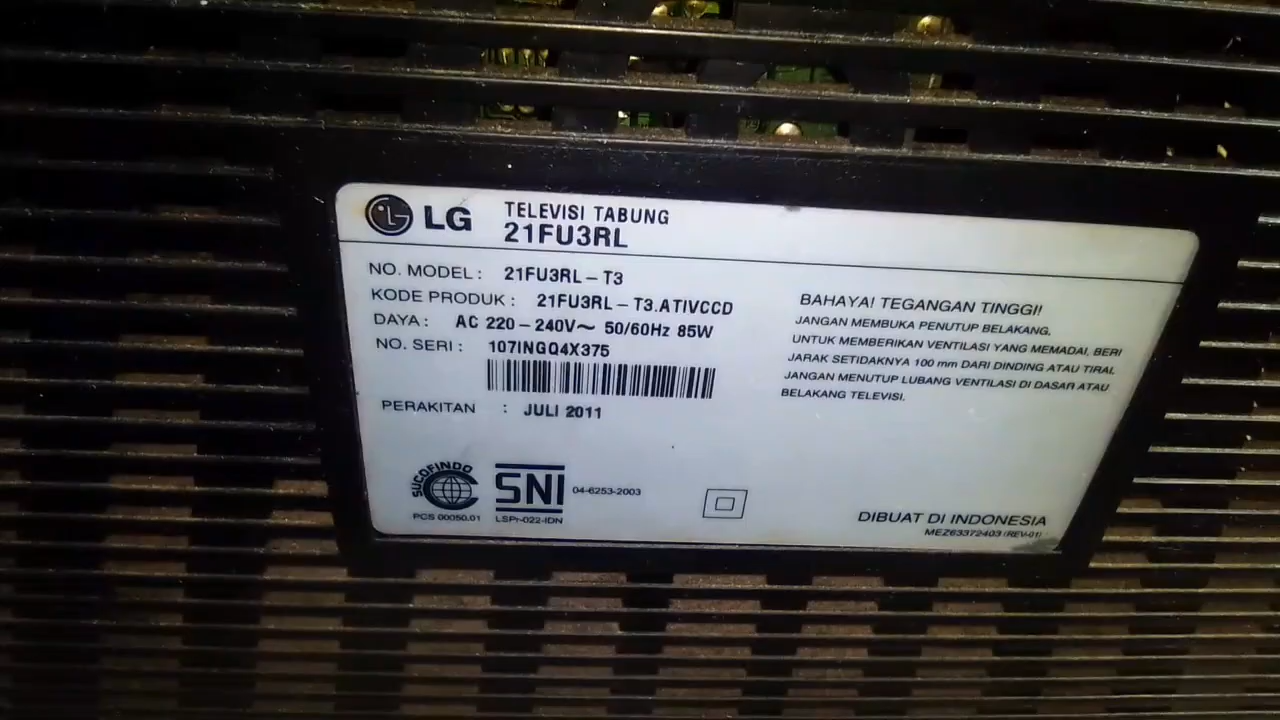 LG
TELEVISI TABUNG
21FU3RL
NO. MODEL : 21FU3RL – T3
KODE PRODUK : 21FU3RL – T3.ATIVCCD
DAYA : AC 220 – 240V~ 50/60Hz 85W
NO. SERI : 107INGQ4X375
PERAKITAN : JULI 2011
BAHAYA! TEGANGAN TINGGI!
JANGAN MEMBUKA PENUTUP BELAKANG.
UNTUK MEMBERIKAN VENTILASI YANG MEMADAI, BERI
JARAK SETIDAKNYA 100 mm DARI DINDING ATAU TIRAI.
JANGAN MENUTUP LUBANG VENTILASI DI DASAR ATAU
BELAKANG TELEVISI.
SUCOFINDO
PCS 00050.01
SNI 04-6253-2003
LSPr-022-IDN
DIBUAT DI INDONESIA
MEZ63372403 (REV-01)